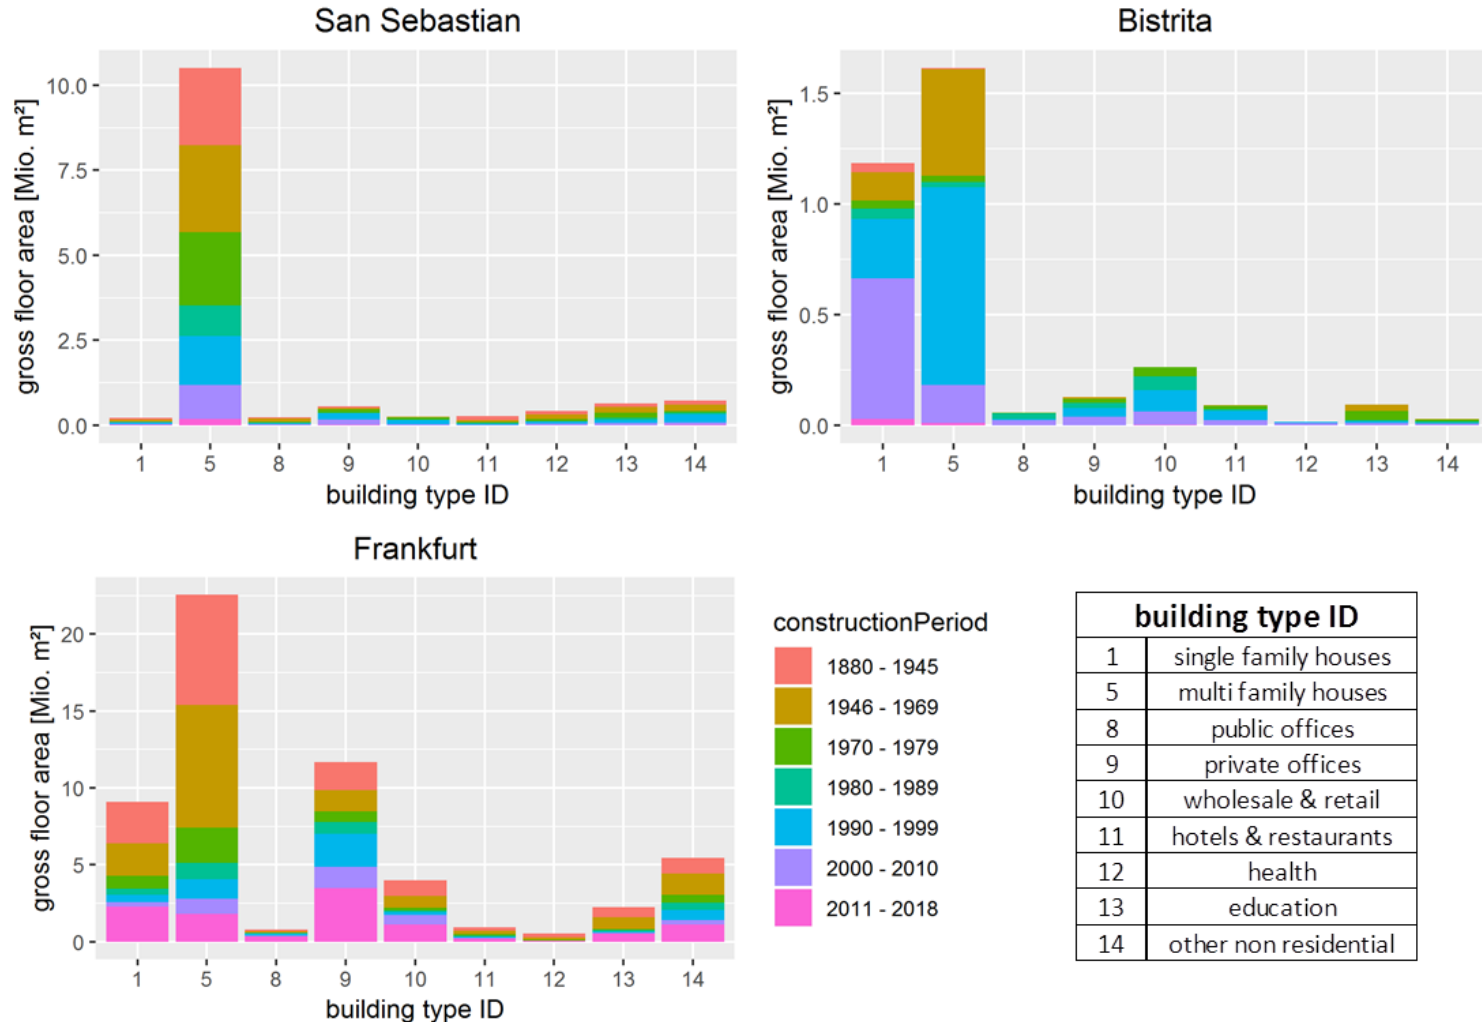 San Sebastian
gross floor area [Mio. m²]
10.0
7.5
5.0
2.5
0.0
1 5 8 9 10 11 12 13 14
building type ID
Bistrita
gross floor area [Mio. m²]
1.5
1.0
0.5
0.0
1 5 8 9 10 11 12 13 14
building type ID
Frankfurt
gross floor area [Mio. m²]
20
15
10
5
0
1 5 8 9 10 11 12 13 14
building type ID
constructionPeriod
1880 - 1945
1946 - 1969
1970 - 1979
1980 - 1989
1990 - 1999
2000 - 2010
2011 - 2018
building type ID
1 single family houses
5 multi family houses
8 public offices
9 private offices
10 wholesale & retail
11 hotels & restaurants
12 health
13 education
14 other non residential